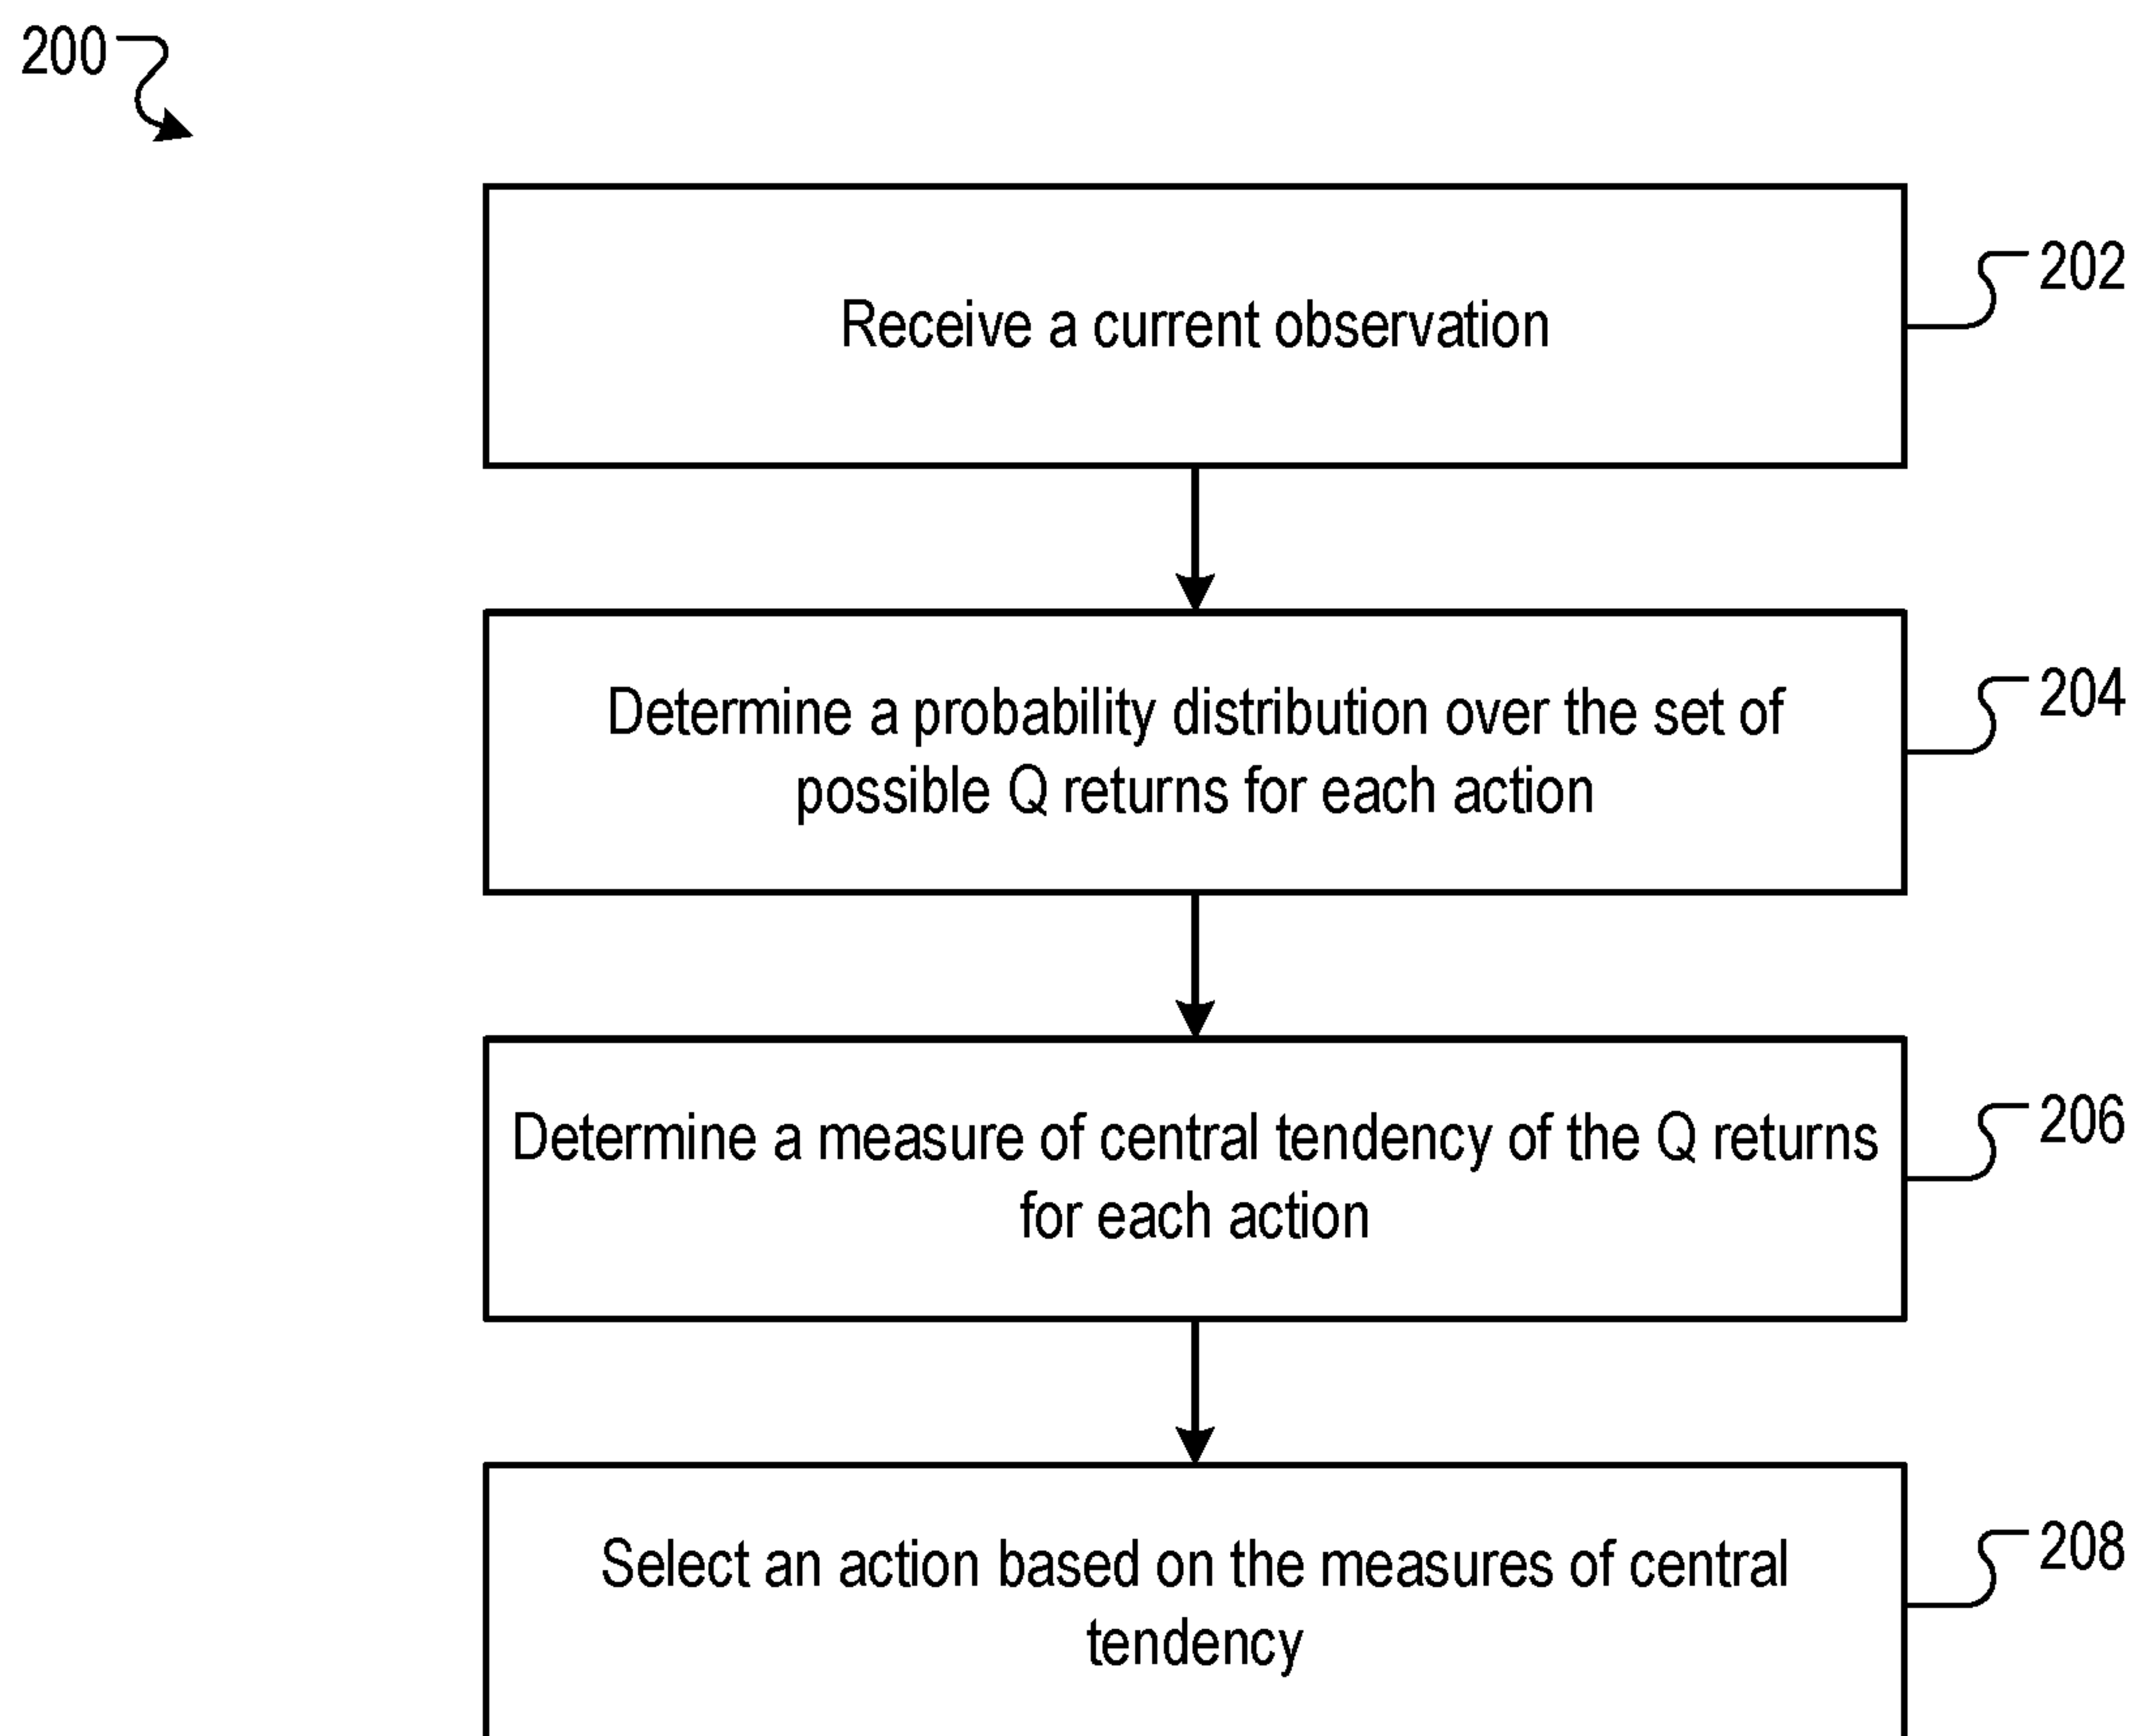 200
202
Receive a current observation
204
Determine a probability distribution over the set of
possible Q returns for each action
206
Determine a measure of central tendency of the Q returns
for each action
208
Select an action based on the measures of central
tendency